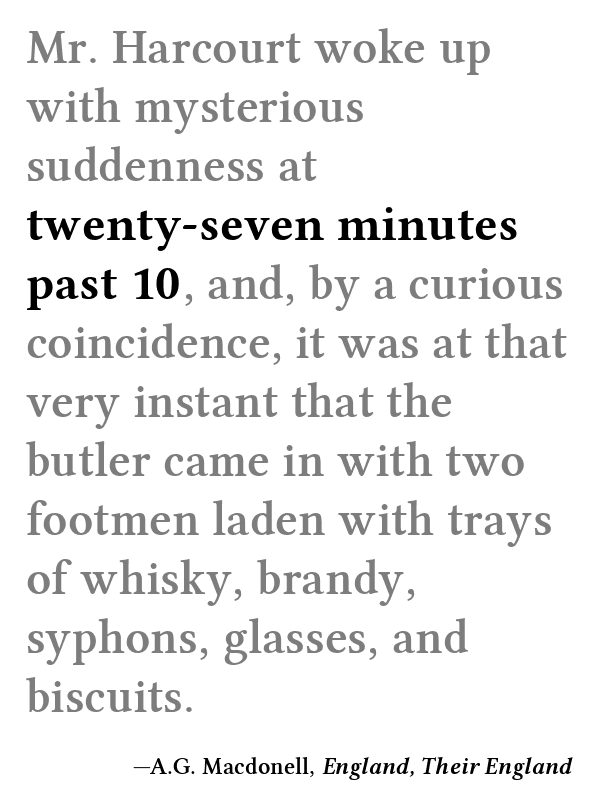 Mr. Harcourt woke up
with mysterious
suddenness at
twenty-seven minutes
past 10, and, by a curious
coincidence, it was at that
very instant that the
butler came in with two
footmen laden with trays
of whisky, brandy,
syphons, glasses, and
biscuits.
—A.G. Macdonell, England, Their England